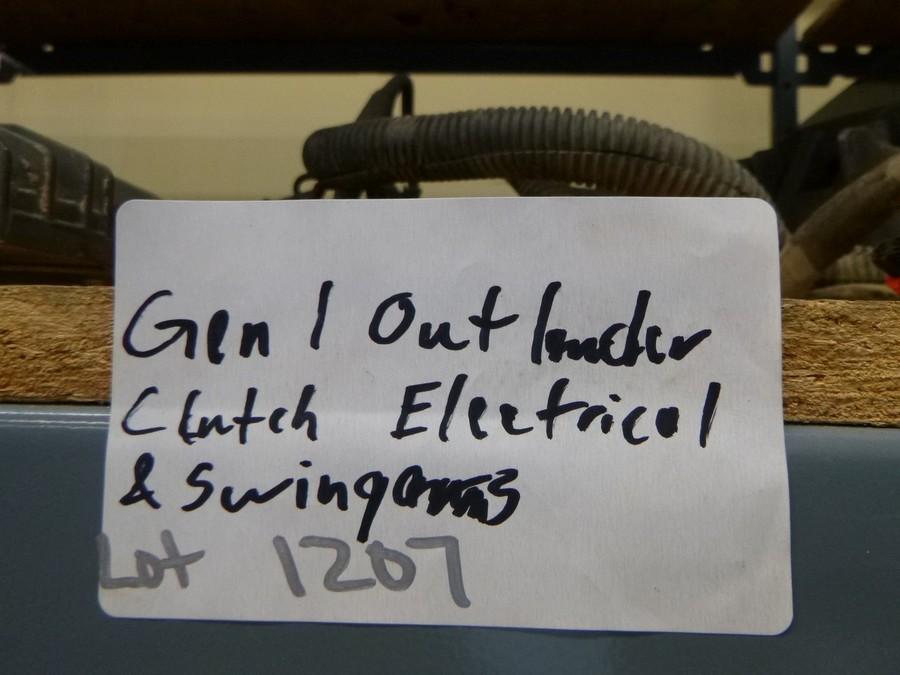 Gen 1 Outlander
Clutch Electrical
& Swingarms
Lot 1207